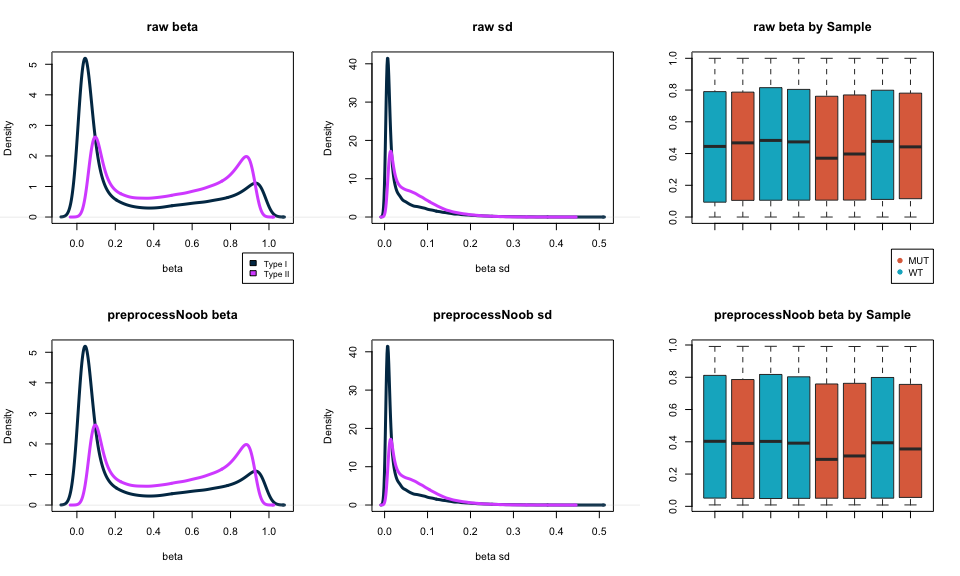 raw beta
Density
0
1
2
3
4
5
0.0 0.2 0.4 0.6 0.8 1.0
beta
Type I
Type II
raw sd
Density
0
10
20
30
40
0.0 0.1 0.2 0.3 0.4 0.5
beta sd
raw beta by Sample
0.0
0.2
0.4
0.6
0.8
1.0
MUT
WT
preprocessNoob beta
Density
0
1
2
3
4
5
0.0 0.2 0.4 0.6 0.8 1.0
beta
preprocessNoob sd
Density
0
10
20
30
40
0.0 0.1 0.2 0.3 0.4 0.5
beta sd
preprocessNoob beta by Sample
0.0
0.2
0.4
0.6
0.8
1.0